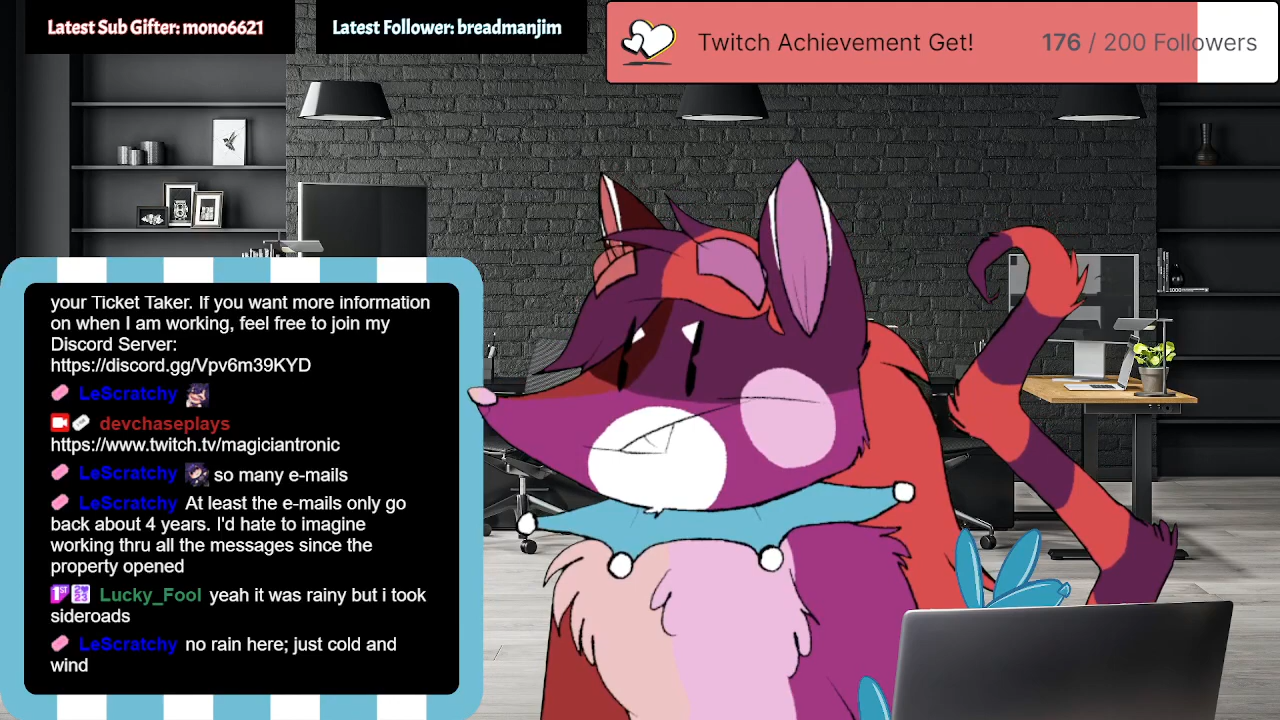 Latest Sub Gifter: mono6621
Latest Follower: breadmanjim
Twitch Achievement Get!
176 / 200 Followers
your Ticket Taker. If you want more information
on when I am working, feel free to join my
Discord Server:
https://discord.gg/Vpv6m39KYD
LeScratchy
devchaseplays
https://www.twitch.tv/magiciantronic
LeScratchy so many e-mails
LeScratchy At least the e-mails only go
back about 4 years. I'd hate to imagine
working thru all the messages since the
property opened
1ST Lucky_Fool yeah it was rainy but i took
sideroads
LeScratchy no rain here; just cold and
wind